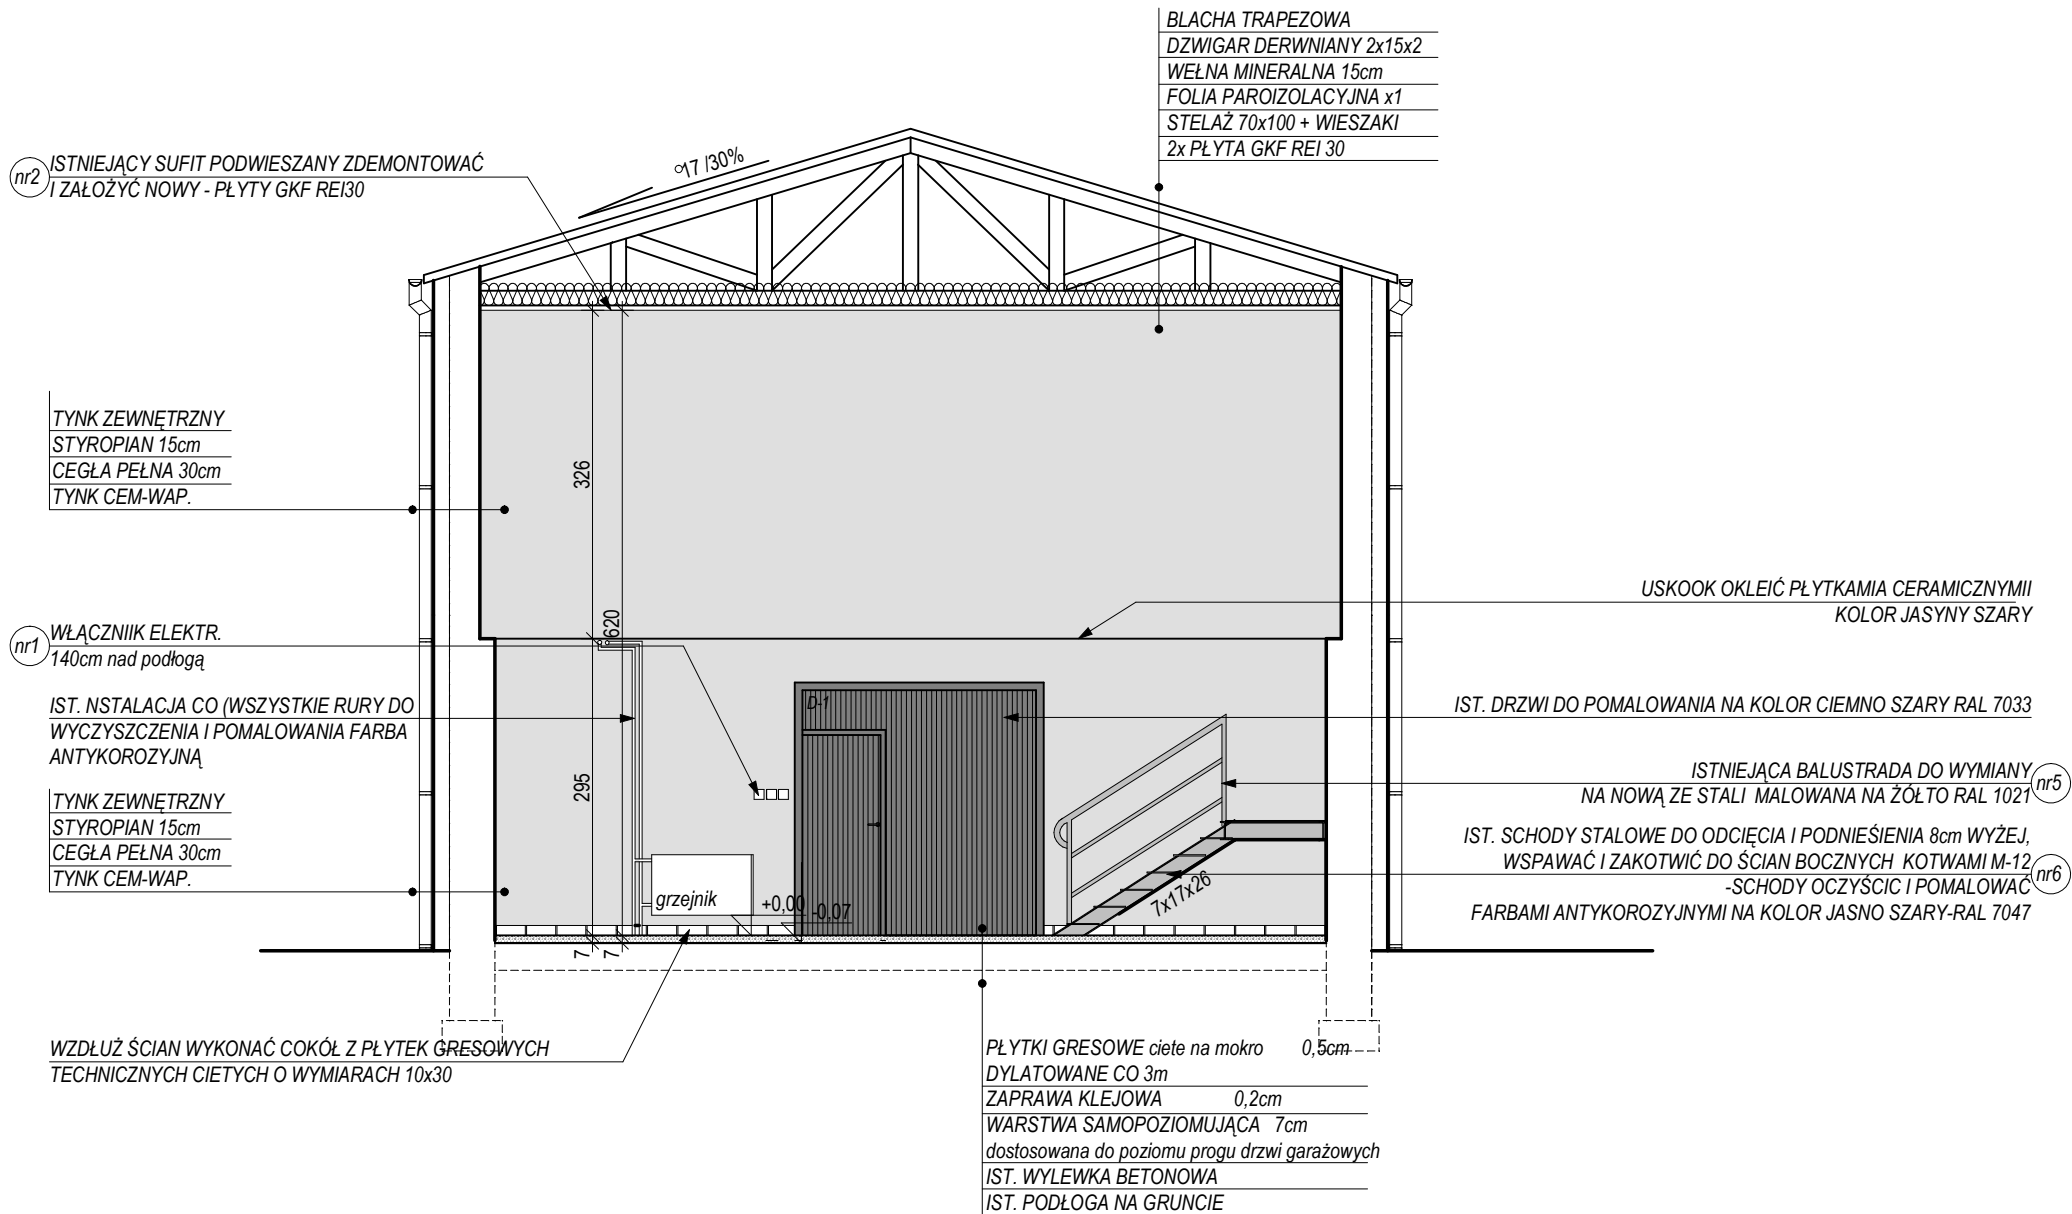 BLACHA TRAPEZOWA
DZWIGAR DERWNIANY 2x15x2
WEŁNA MINERALNA 15cm
FOLIA PAROIZOLACYJNA x1
STELAŻ 70x100 + WIESZAKI
2x PŁYTA GKF REI 30
°17 /30%
nr2
ISTNIEJĄCY SUFIT PODWIESZANY ZDEMONTOWAĆ
I ZAŁOŻYĆ NOWY - PŁYTY GKF REI30
TYNK ZEWNĘTRZNY
STYROPIAN 15cm
CEGŁA PEŁNA 30cm
TYNK CEM-WAP.
326
620
USKOOK OKLEIĆ PŁYTKAMIA CERAMICZNYMII
KOLOR JASYNY SZARY
nr1
WŁĄCZNIIK ELEKTR.
140cm nad podłogą
IST. NSTALACJA CO (WSZYSTKIE RURY DO
WYCZYSZCZENIA I POMALOWANIA FARBA
ANTYKOROZYJNĄ
D-1
IST. DRZWI DO POMALOWANIA NA KOLOR CIEMNO SZARY RAL 7033
295
ISTNIEJĄCA BALUSTRADA DO WYMIANY
NA NOWĄ ZE STALI MALOWANA NA ŻÓŁTO RAL 1021
nr5
TYNK ZEWNĘTRZNY
STYROPIAN 15cm
CEGŁA PEŁNA 30cm
TYNK CEM-WAP.
IST. SCHODY STALOWE DO ODCIĘCIA I PODNIEŚIENIA 8cm WYŻEJ,
WSPAWAĆ I ZAKOTWIĆ DO ŚCIAN BOCZNYCH KOTWAMI M-12
-SCHODY OCZYŚCIC I POMALOWAĆ
FARBAMI ANTYKOROZYJNYMI NA KOLOR JASNO SZARY-RAL 7047
nr6
grzejnik
+0,00
-0,07
7x17x26
7
7
WZDŁUŻ ŚCIAN WYKONAĆ COKÓŁ Z PŁYTEK GRESOWYCH
TECHNICZNYCH CIETYCH O WYMIARACH 10x30
PŁYTKI GRESOWE ciete na mokro 0,5cm
DYLATOWANE CO 3m
ZAPRAWA KLEJOWA 0,2cm
WARSTWA SAMOPOZIOMUJĄCA 7cm
dostosowana do poziomu progu drzwi garażowych
IST. WYLEWKA BETONOWA
IST. PODŁOGA NA GRUNCIE